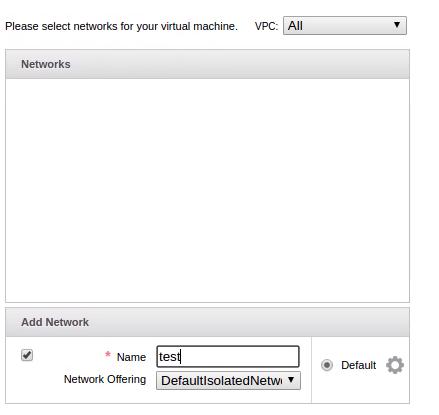 Please select networks for your virtual machine. VPC: All
Networks
Add Network
* Name test
Network Offering DefaultIsolatedNetw
Default